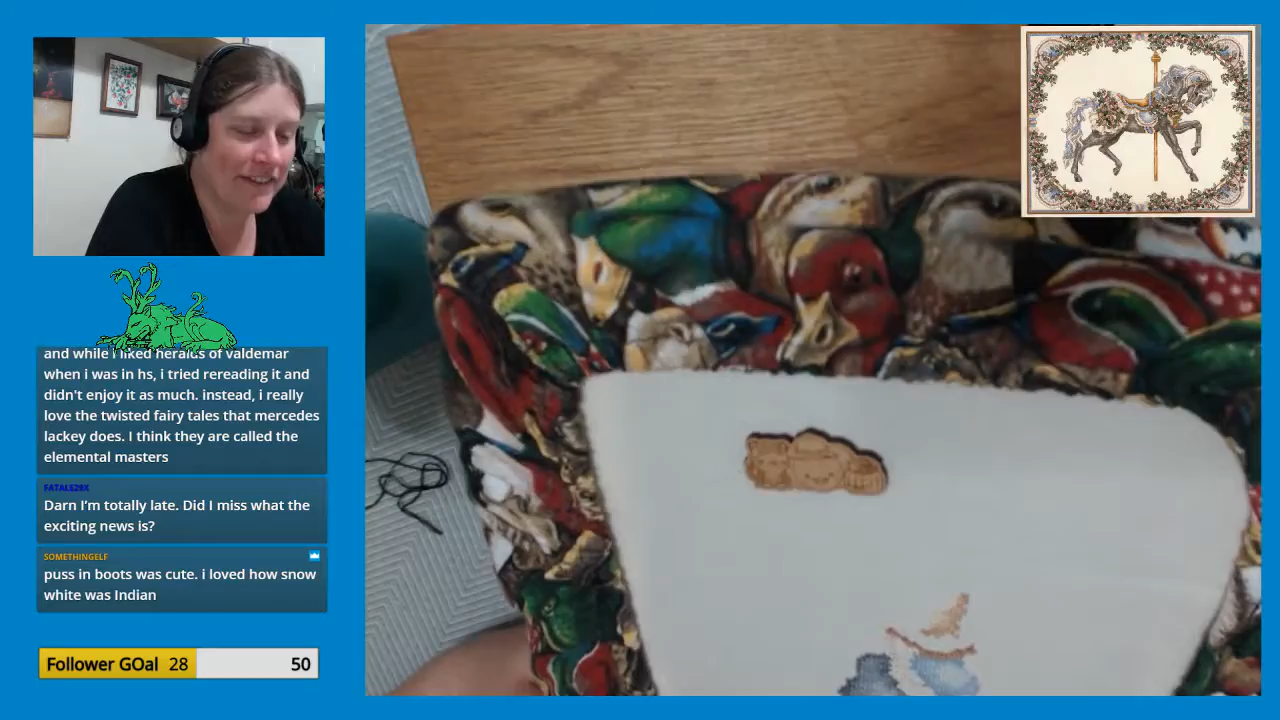 and while i liked heralds of valdemar
when i was in hs, i tried rereading it and
didn't enjoy it as much. instead, i really
love the twisted fairy tales that mercedes
lackey does. I think they are called the
elemental masters
FATALE29X
Darn I'm totally late. Did I miss what the
exciting news is?
SOMETHINGELF
puss in boots was cute. i loved how snow
white was Indian
Follower GOal 28 50